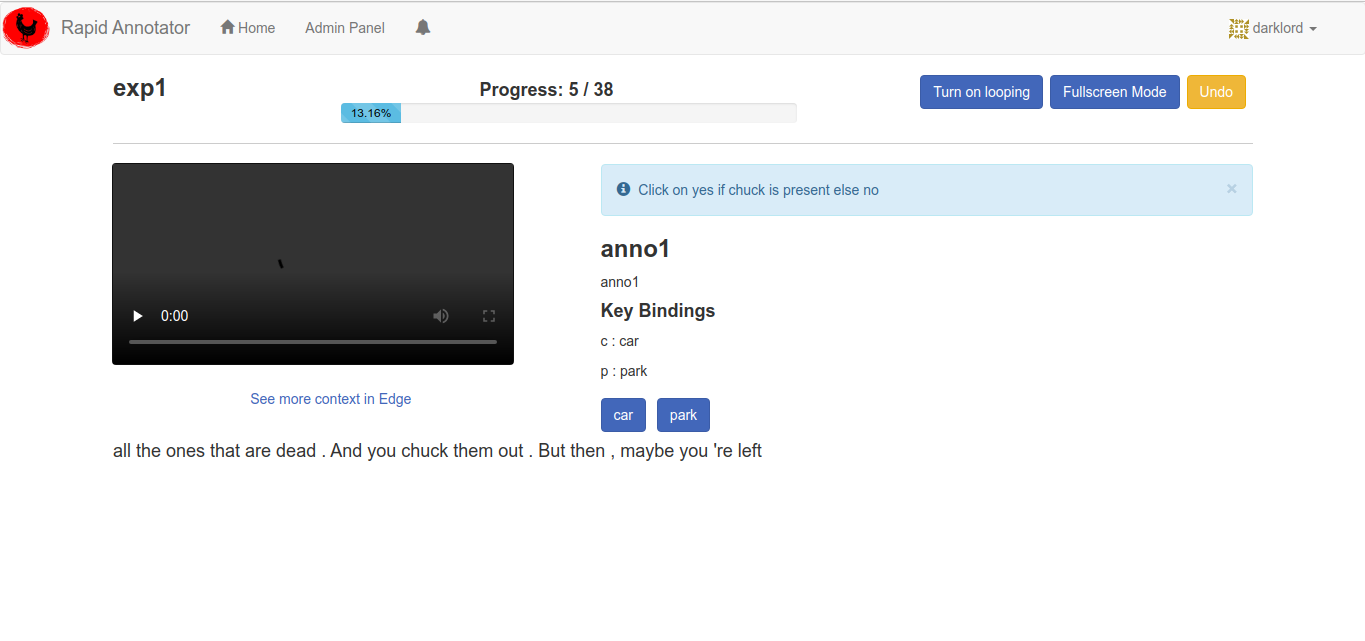 Rapid Annotator Home Admin Panel darklord
exp1
Progress: 5 / 38
13.16%
Turn on looping Fullscreen Mode Undo
0:00
See more context in Edge
Click on yes if chuck is present else no ×
anno1
anno1
Key Bindings
c : car
p : park
car park
all the ones that are dead . And you chuck them out . But then , maybe you 're left